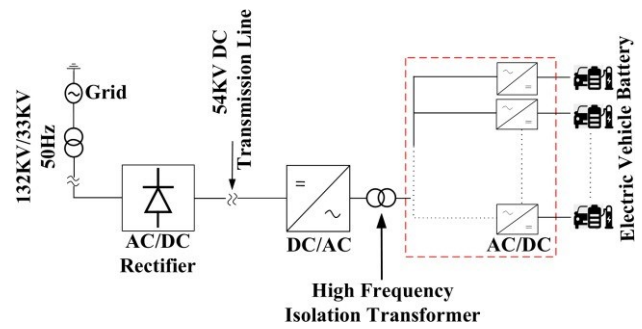 Grid
132KV/33KV
50Hz
54KV DC
Transmission Line
AC/DC
Rectifier
=
~
DC/AC
High Frequency
Isolation Transformer
~
=
~
=
~
=
AC/DC
Electric Vehicle Battery